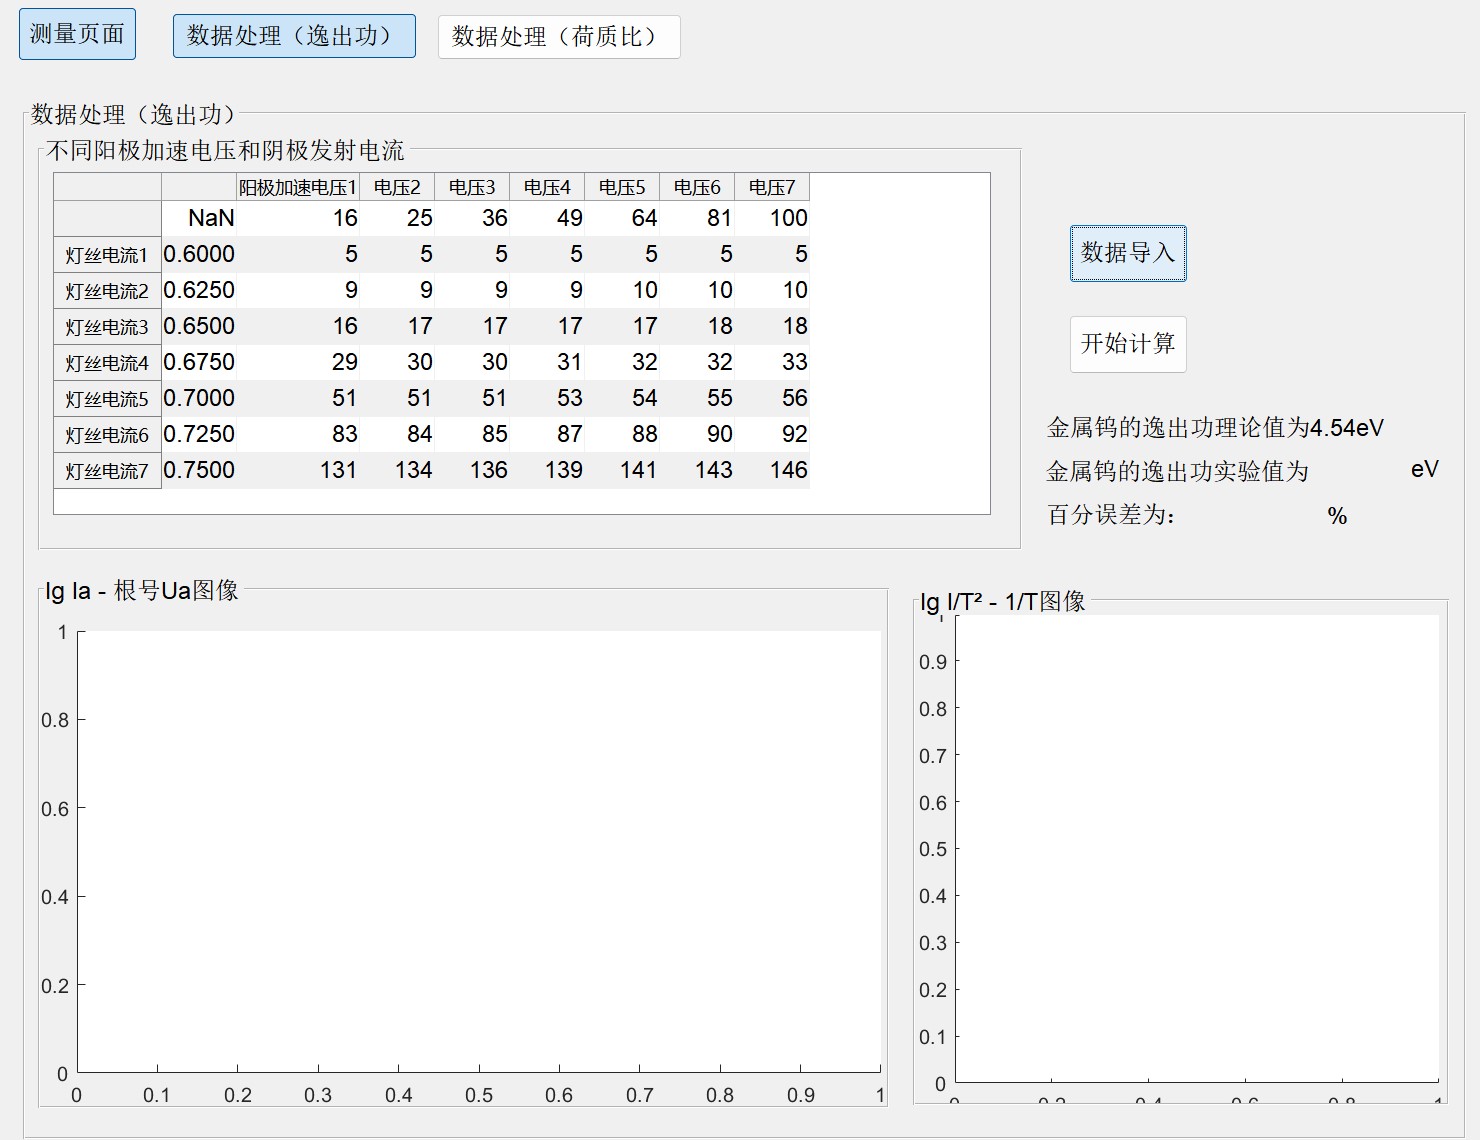 测量页面 数据处理（逸出功） 数据处理（荷质比）
数据处理（逸出功）
不同阳极加速电压和阴极发射电流
阳极加速电压1 电压2 电压3 电压4 电压5 电压6 电压7
NaN 16 25 36 49 64 81 100
灯丝电流1 0.6000 5 5 5 5 5 5 5
灯丝电流2 0.6250 9 9 9 9 10 10 10
灯丝电流3 0.6500 16 17 17 17 17 18 18
灯丝电流4 0.6750 29 30 30 31 32 32 33
灯丝电流5 0.7000 51 51 51 53 54 55 56
灯丝电流6 0.7250 83 84 85 87 88 90 92
灯丝电流7 0.7500 131 134 136 139 141 143 146
数据导入
开始计算
金属钨的逸出功理论值为4.54eV
金属钨的逸出功实验值为 eV
百分误差为： %
lg Ia - 根号Ua图像
1
0.8
0.6
0.4
0.2
0
0 0.1 0.2 0.3 0.4 0.5 0.6 0.7 0.8 0.9 1
lg I/T² - 1/T图像
1
0.9
0.8
0.7
0.6
0.5
0.4
0.3
0.2
0.1
0
0 0.2 0.4 0.6 0.8 1